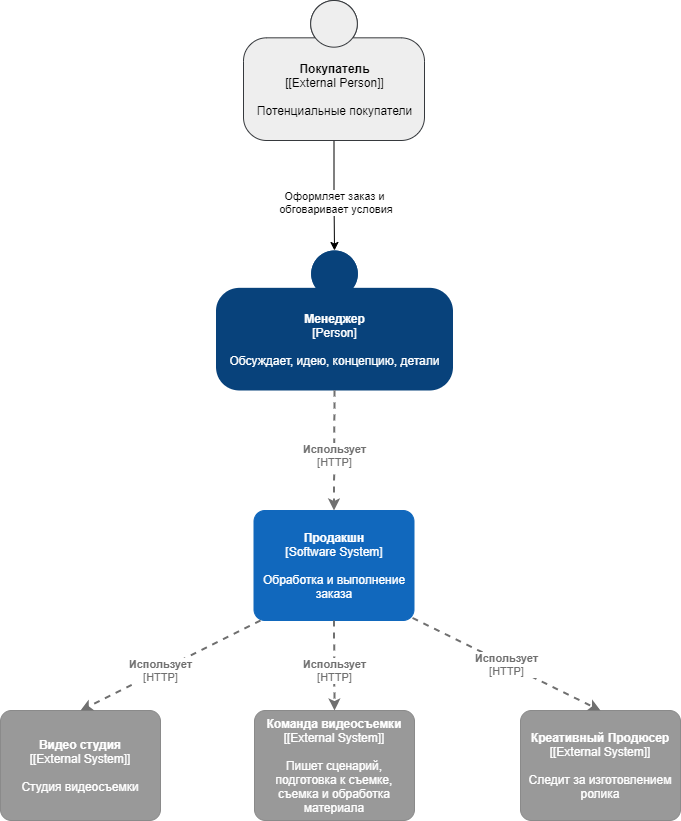 Покупатель
[[External Person]]
Потенциальные покупатели
Оформляет заказ и
обговаривает условия
Менеджер
[Person]
Обсуждает, идею, концепцию, детали
Использует
[HTTP]
Продакшн
[Software System]
Обработка и выполнение
заказа
Использует
[HTTP]
Использует
[HTTP]
Использует
[HTTP]
Видео студия
[[External System]]
Студия видеосъемки
Команда видеосъемки
[[External System]]
Пишет сценарий,
подготовка к съемке,
съемка и обработка
материала
Креативный Продюсер
[[External System]]
Следит за изготовлением
ролика